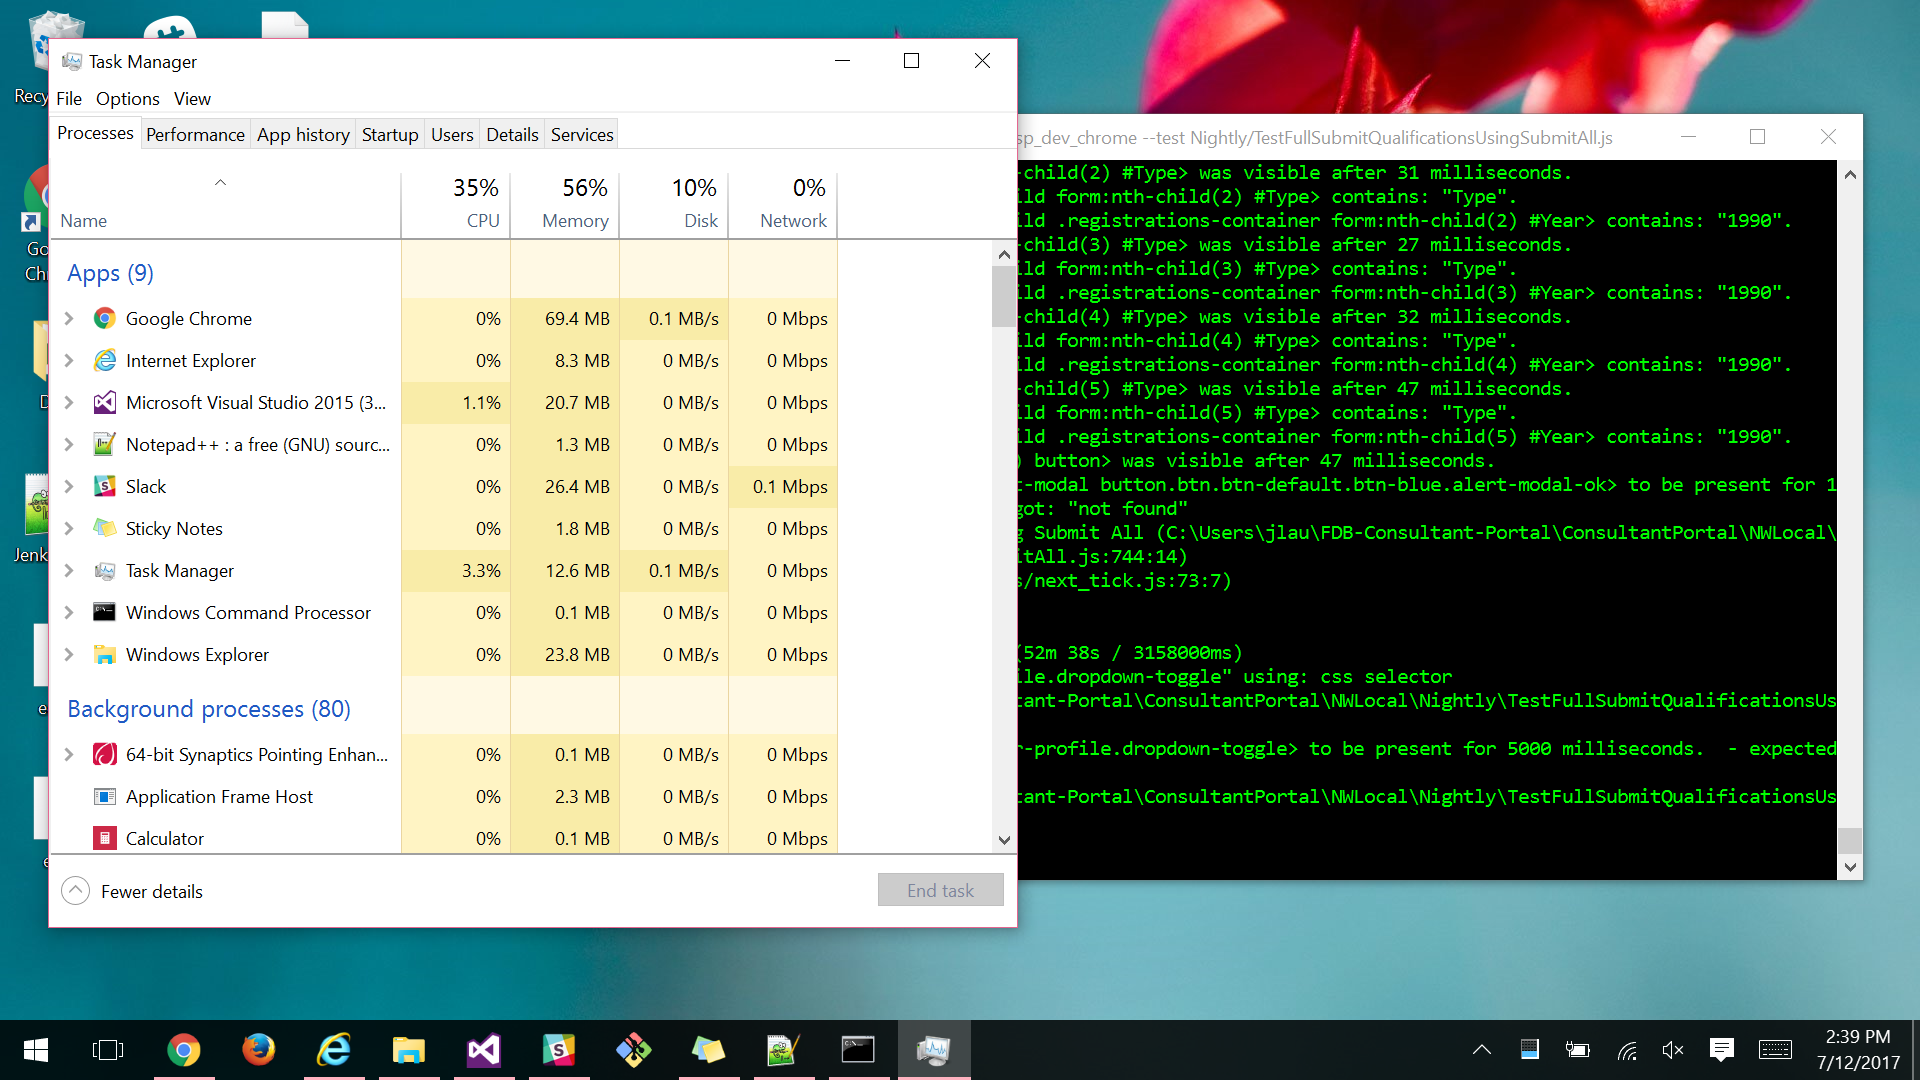 Recy
Go
Ch
D
Jenk
e
e
Task Manager
File Options View
Processes Performance App history Startup Users Details Services
35% 56% 10% 0%
Name CPU Memory Disk Network
Apps (9)
Google Chrome 0% 69.4 MB 0.1 MB/s 0 Mbps
Internet Explorer 0% 8.3 MB 0 MB/s 0 Mbps
Microsoft Visual Studio 2015 (3... 1.1% 20.7 MB 0 MB/s 0 Mbps
Notepad++ : a free (GNU) sourc... 0% 1.3 MB 0 MB/s 0 Mbps
Slack 0% 26.4 MB 0 MB/s 0.1 Mbps
Sticky Notes 0% 1.8 MB 0 MB/s 0 Mbps
Task Manager 3.3% 12.6 MB 0.1 MB/s 0 Mbps
Windows Command Processor 0% 0.1 MB 0 MB/s 0 Mbps
Windows Explorer 0% 23.8 MB 0 MB/s 0 Mbps
Background processes (80)
64-bit Synaptics Pointing Enhan... 0% 0.1 MB 0 MB/s 0 Mbps
Application Frame Host 0% 2.3 MB 0 MB/s 0 Mbps
Calculator 0% 0.1 MB 0 MB/s 0 Mbps
Fewer details End task
sp_dev_chrome --test Nightly/TestFullSubmitQualificationsUsingSubmitAll.js
-child(2) #Type> was visible after 31 milliseconds.
ild form:nth-child(2) #Type> contains: "Type".
ild .registrations-container form:nth-child(2) #Year> contains: "1990".
-child(3) #Type> was visible after 27 milliseconds.
ild form:nth-child(3) #Type> contains: "Type".
ild .registrations-container form:nth-child(3) #Year> contains: "1990".
-child(4) #Type> was visible after 32 milliseconds.
ild form:nth-child(4) #Type> contains: "Type".
ild .registrations-container form:nth-child(4) #Year> contains: "1990".
-child(5) #Type> was visible after 47 milliseconds.
ild form:nth-child(5) #Type> contains: "Type".
ild .registrations-container form:nth-child(5) #Year> contains: "1990".
) button> was visible after 47 milliseconds.
t-modal button.btn.btn-default.btn-blue.alert-modal-ok> to be present for 1
got: "not found"
g Submit All (C:\Users\jlau\FDB-Consultant-Portal\ConsultantPortal\NWLocal\
itAll.js:744:14)
s/next_tick.js:73:7)
(52m 38s / 3158000ms)
ile.dropdown-toggle" using: css selector
tant-Portal\ConsultantPortal\NWLocal\Nightly\TestFullSubmitQualificationsUs
r-profile.dropdown-toggle> to be present for 5000 milliseconds.  - expected
tant-Portal\ConsultantPortal\NWLocal\Nightly\TestFullSubmitQualificationsUs
2:39 PM
7/12/2017